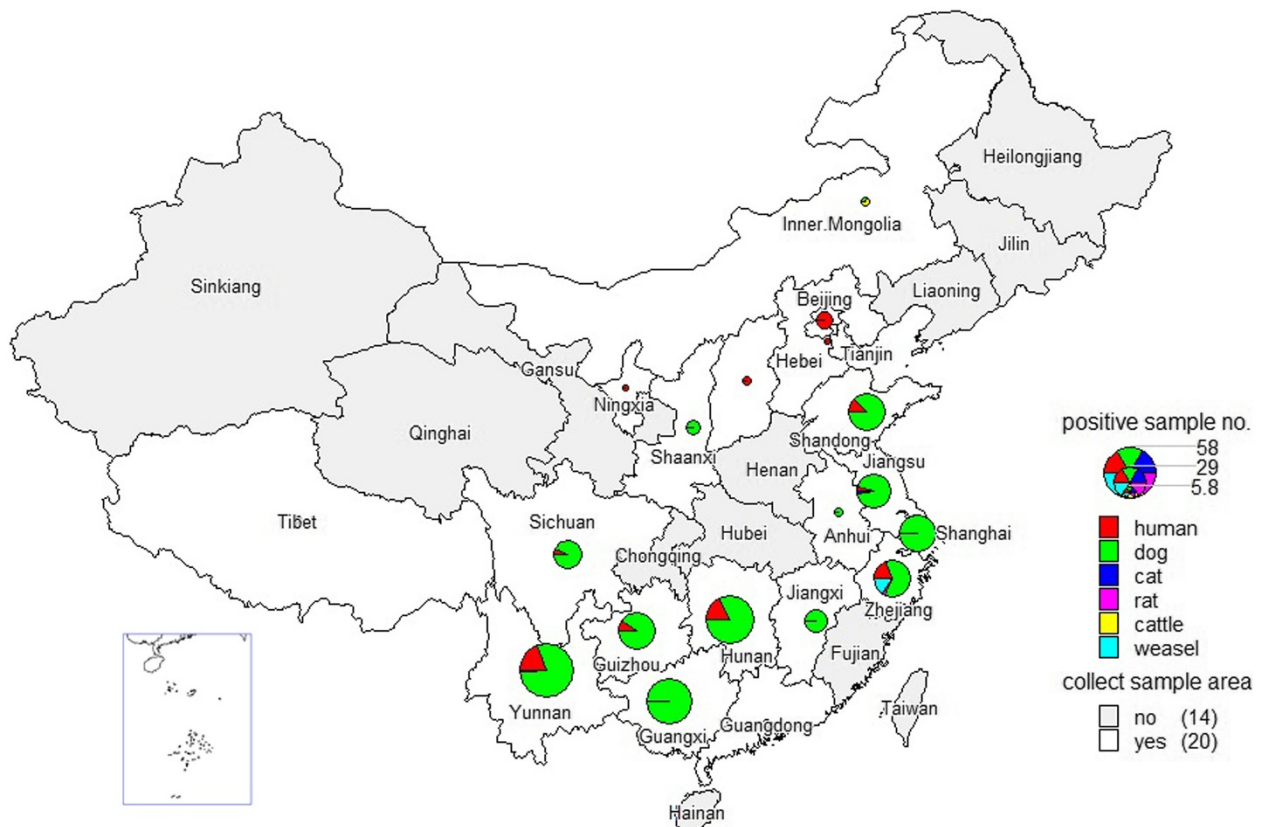 Heilongjiang
Inner.Mongolia
Jilin
Sinkiang
Liaoning
Beijing
Gansu
Hebei
Tianjin
Ningxia
Qinghai
Shandong
Shaanxi
Henan
Jiangsu
Tibet
Sichuan
Hubei
Anhui
Shanghai
Chongqing
Jiangxi
Zhejiang
Guizhou
Hunan
Fujian
Yunnan
Guangxi
Guangdong
Taiwan
Hainan
positive sample no.
58
29
5.8
human
dog
cat
rat
cattle
weasel
collect sample area
no (14)
yes (20)